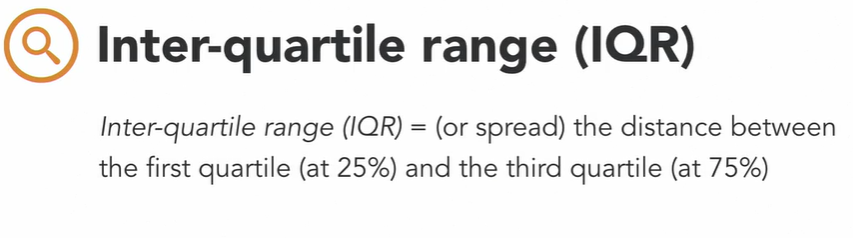 Inter-quartile range (IQR)
Inter-quartile range (IQR) = (or spread) the distance between
the first quartile (at 25%) and the third quartile (at 75%)